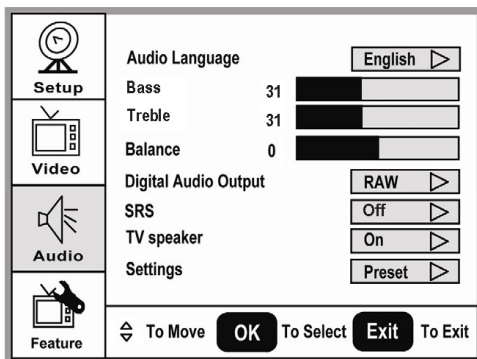 Setup
Video
Audio
Feature
Audio Language English
Bass 31
Treble 31
Balance 0
Digital Audio Output RAW
SRS Off
TV speaker On
Settings Preset
To Move OK To Select Exit To Exit